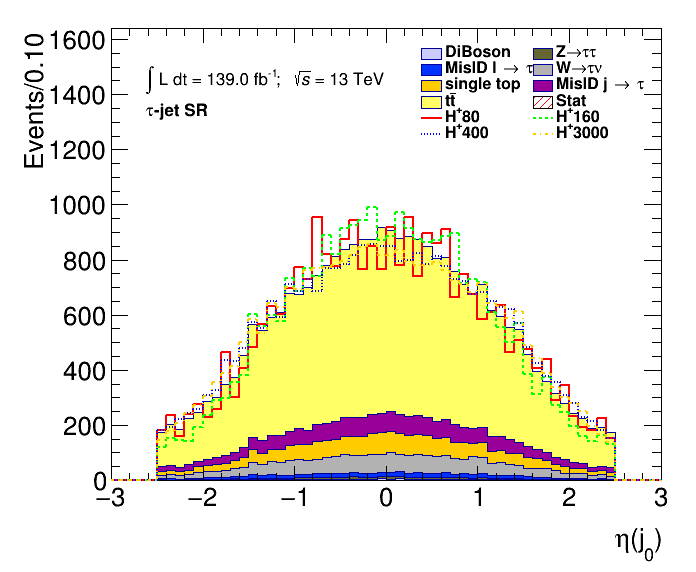 Events/0.10
1600
1400
1200
1000
800
600
400
200
0
∫ L dt = 139.0 fb⁻¹; √s = 13 TeV
τ-jet SR
DiBoson Z→ττ
MisID l → τ W→τν
single top MisID j → τ
tt̄ Stat
H⁺80 H⁺160
H⁺400 H⁺3000
−3 −2 −1 0 1 2 3
η(j₀)